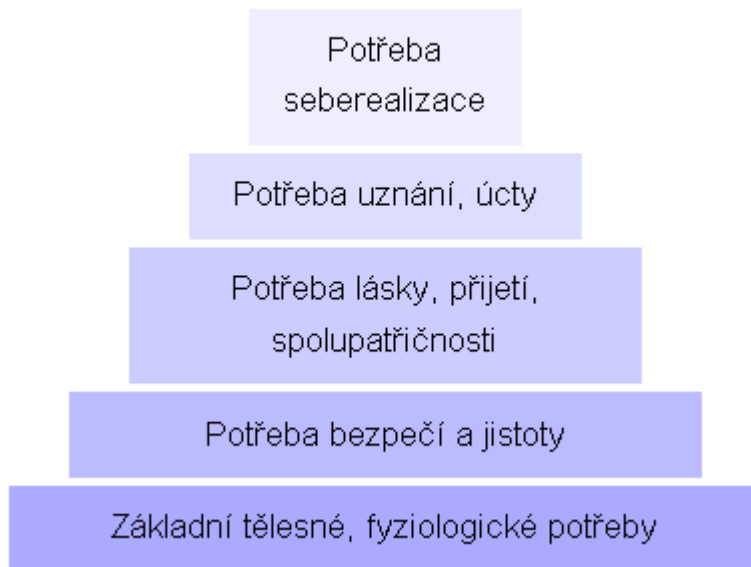 Potřeba
seberealizace
Potřeba uznání, úcty
Potřeba lásky, přijetí,
spolupatřičnosti
Potřeba bezpečí a jistoty
Základní tělesné, fyziologické potřeby